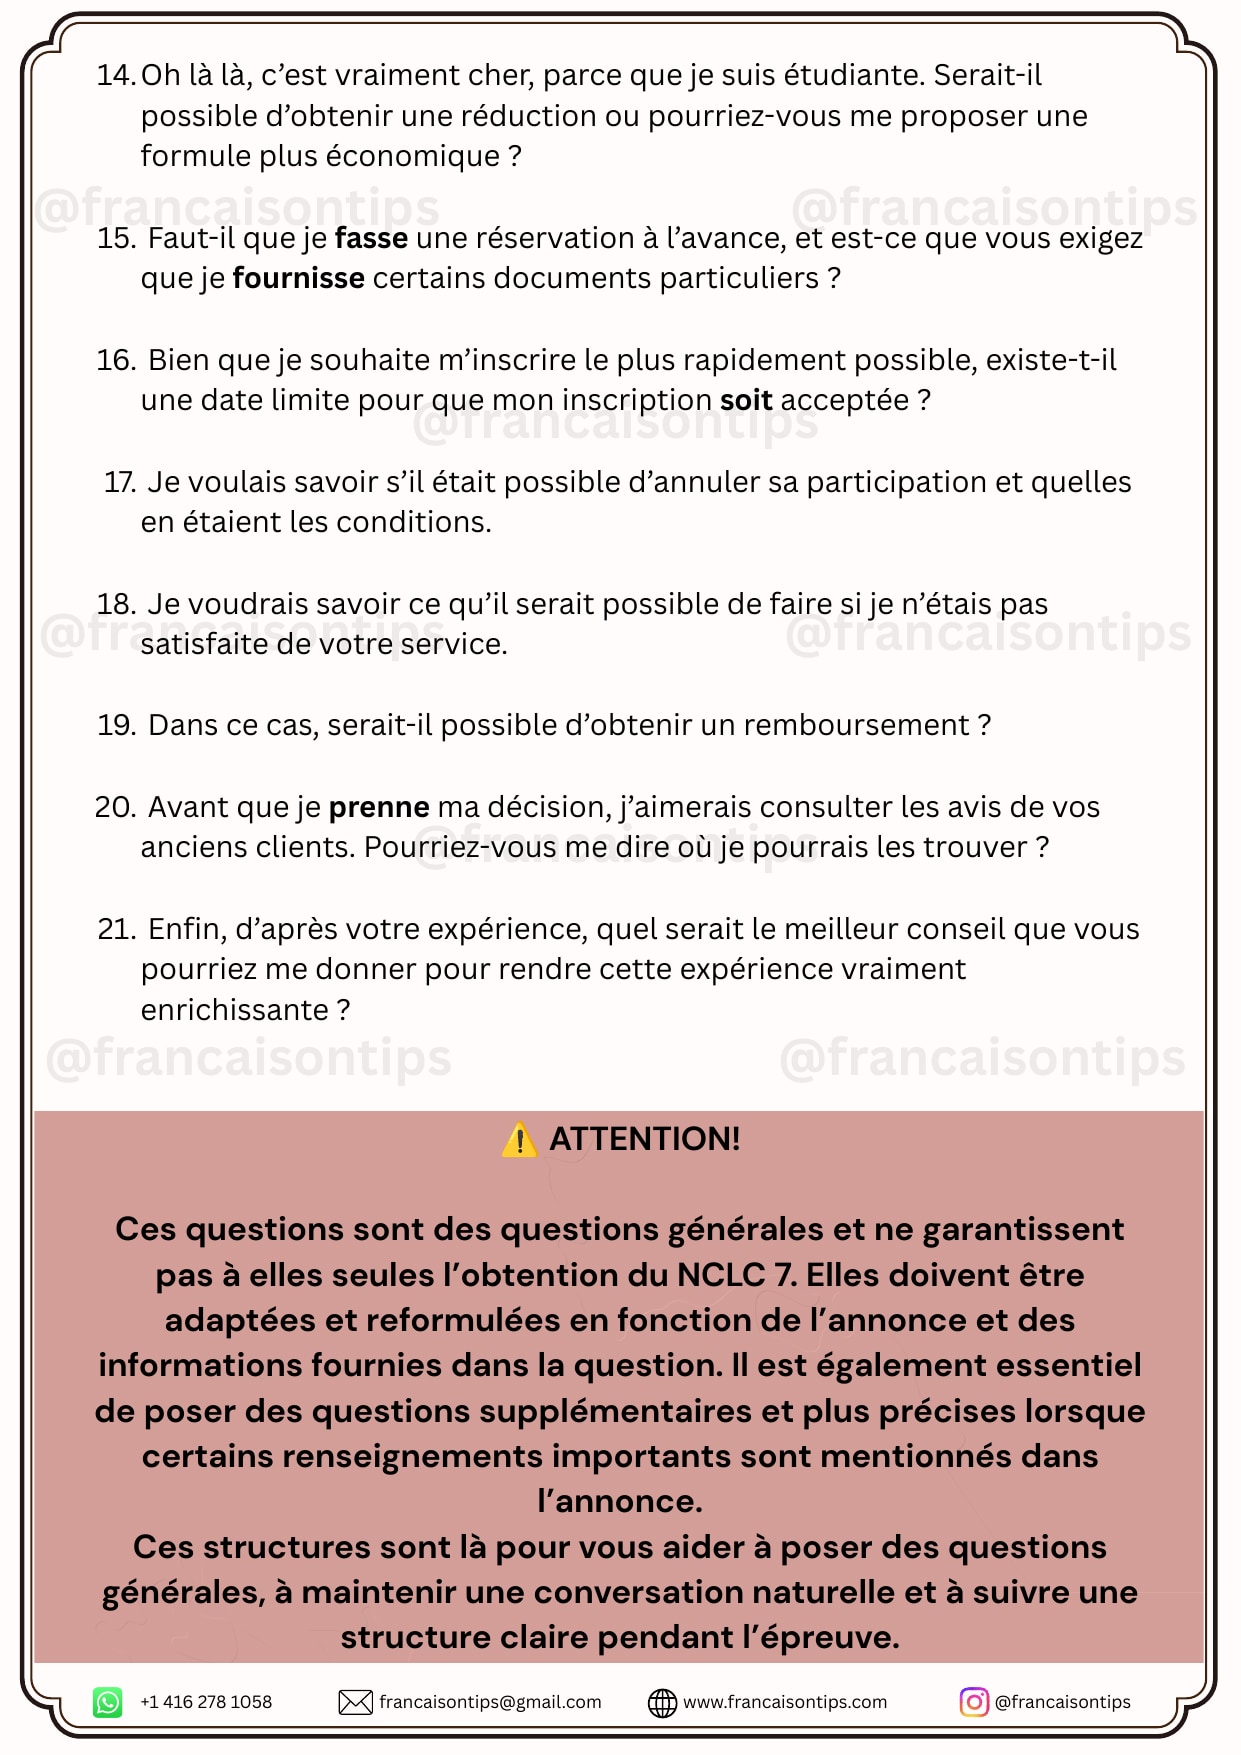 14. Oh là là, c’est vraiment cher, parce que je suis étudiante. Serait-il
possible d’obtenir une réduction ou pourriez-vous me proposer une
formule plus économique ?
@francaisontips @francaisontips
15. Faut-il que je fasse une réservation à l’avance, et est-ce que vous exigez
que je fournisse certains documents particuliers ?
16. Bien que je souhaite m’inscrire le plus rapidement possible, existe-t-il
une date limite pour que mon inscription soit acceptée ?
@francaisontips
17. Je voulais savoir s’il était possible d’annuler sa participation et quelles
en étaient les conditions.
18. Je voudrais savoir ce qu’il serait possible de faire si je n’étais pas
@francaisontips @francaisontips
satisfaite de votre service.
19. Dans ce cas, serait-il possible d’obtenir un remboursement ?
20. Avant que je prenne ma décision, j’aimerais consulter les avis de vos
anciens clients. Pourriez-vous me dire où je pourrais les trouver ?
@francaisontips
21. Enfin, d’après votre expérience, quel serait le meilleur conseil que vous
pourriez me donner pour rendre cette expérience vraiment
enrichissante ?
@francaisontips @francaisontips
⚠️ ATTENTION!
Ces questions sont des questions générales et ne garantissent
pas à elles seules l’obtention du NCLC 7. Elles doivent être
adaptées et reformulées en fonction de l’annonce et des
informations fournies dans la question. Il est également essentiel
de poser des questions supplémentaires et plus précises lorsque
certains renseignements importants sont mentionnés dans
l’annonce.
Ces structures sont là pour vous aider à poser des questions
générales, à maintenir une conversation naturelle et à suivre une
structure claire pendant l’épreuve.
+1 416 278 1058 francaisontips@gmail.com www.francaisontips.com @francaisontips